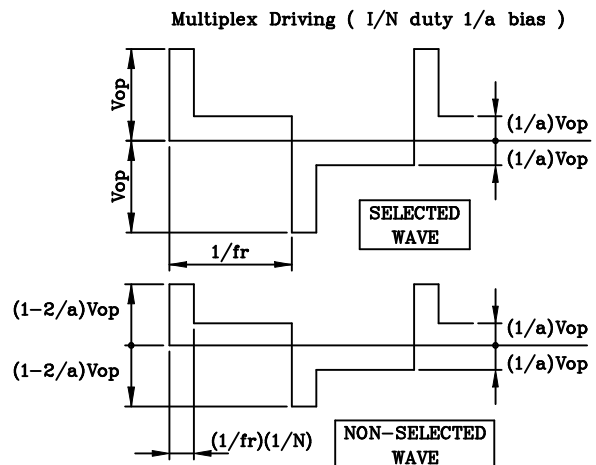 Multiplex Driving ( I/N duty 1/a bias )
Vop
Vop
(1/a)Vop
(1/a)Vop
SELECTED
WAVE
1/fr
(1-2/a)Vop
(1-2/a)Vop
(1/a)Vop
(1/a)Vop
(1/fr)(1/N)
NON-SELECTED
WAVE